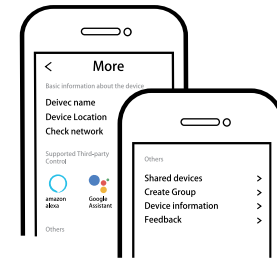 < More
Basic information about the device
Deivec name
Device Location
Check network
Supported Third-party
Control
amazon
alexa
Google
Assistant
Others
Others
Shared devices >
Create Group >
Device information >
Feedback >